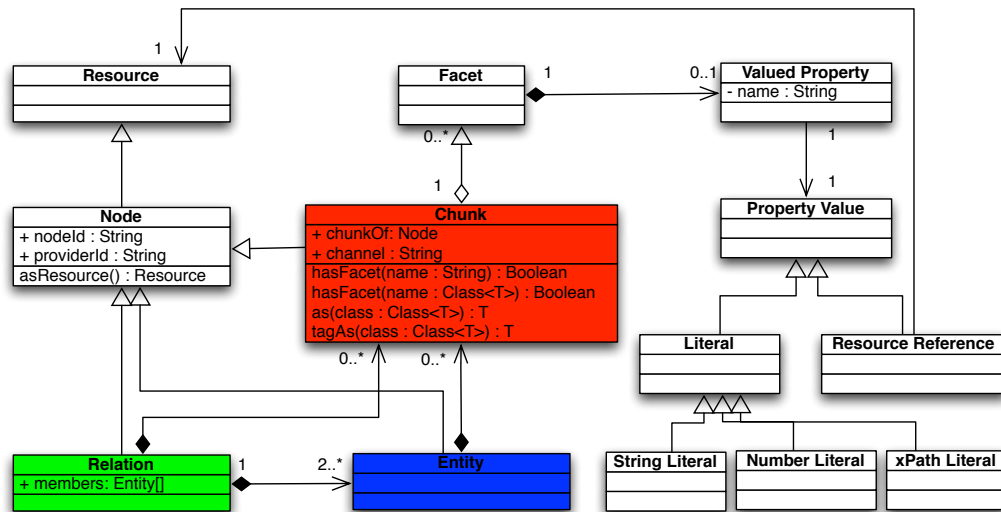 1
Resource
Facet
1
0..1
Valued Property
- name : String
0..*
1
1
1
Node
+ nodeId : String
+ providerId : String
asResource() : Resource
Chunk
+ chunkOf: Node
+ channel : String
hasFacet(name : String) : Boolean
hasFacet(name : Class<T>) : Boolean
as(class : Class<T>) : T
tagAs(class : Class<T>) : T
Property Value
0..*
0..*
Literal
Resource Reference
Relation
+ members: Entity[]
1
2..*
Entity
String Literal
Number Literal
xPath Literal